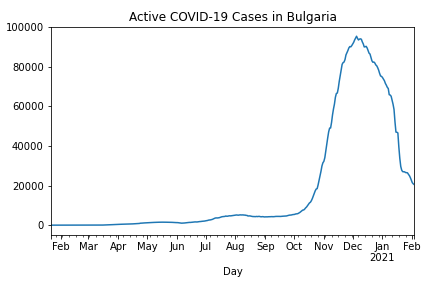 Active COVID-19 Cases in Bulgaria
100000
80000
60000
40000
20000
0
Feb Mar Apr May Jun Jul Aug Sep Oct Nov Dec Jan Feb
2021
Day